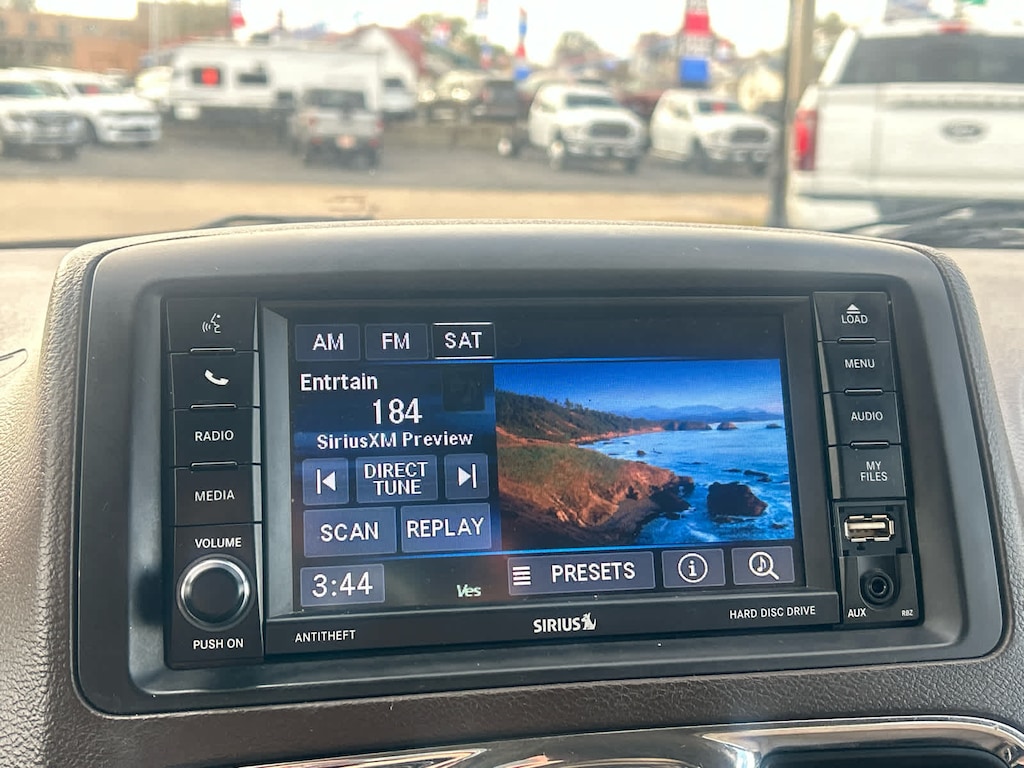 AM FM SAT
Entrtain
184
SiriusXM Preview
DIRECT
TUNE
SCAN REPLAY
3:44
Ves
PRESETS
RADIO
MEDIA
VOLUME
PUSH ON
ANTITHEFT
SIRIUS
HARD DISC DRIVE
LOAD
MENU
AUDIO
MY
FILES
AUX
RBZ
Ford